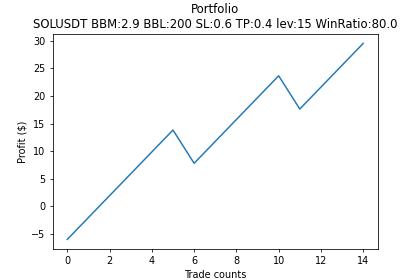 Portfolio
SOLUSDT BBM:2.9 BBL:200 SL:0.6 TP:0.4 lev:15 WinRatio:80.0
30
25
20
15
10
5
0
−5
Profit ($)
0 2 4 6 8 10 12 14
Trade counts